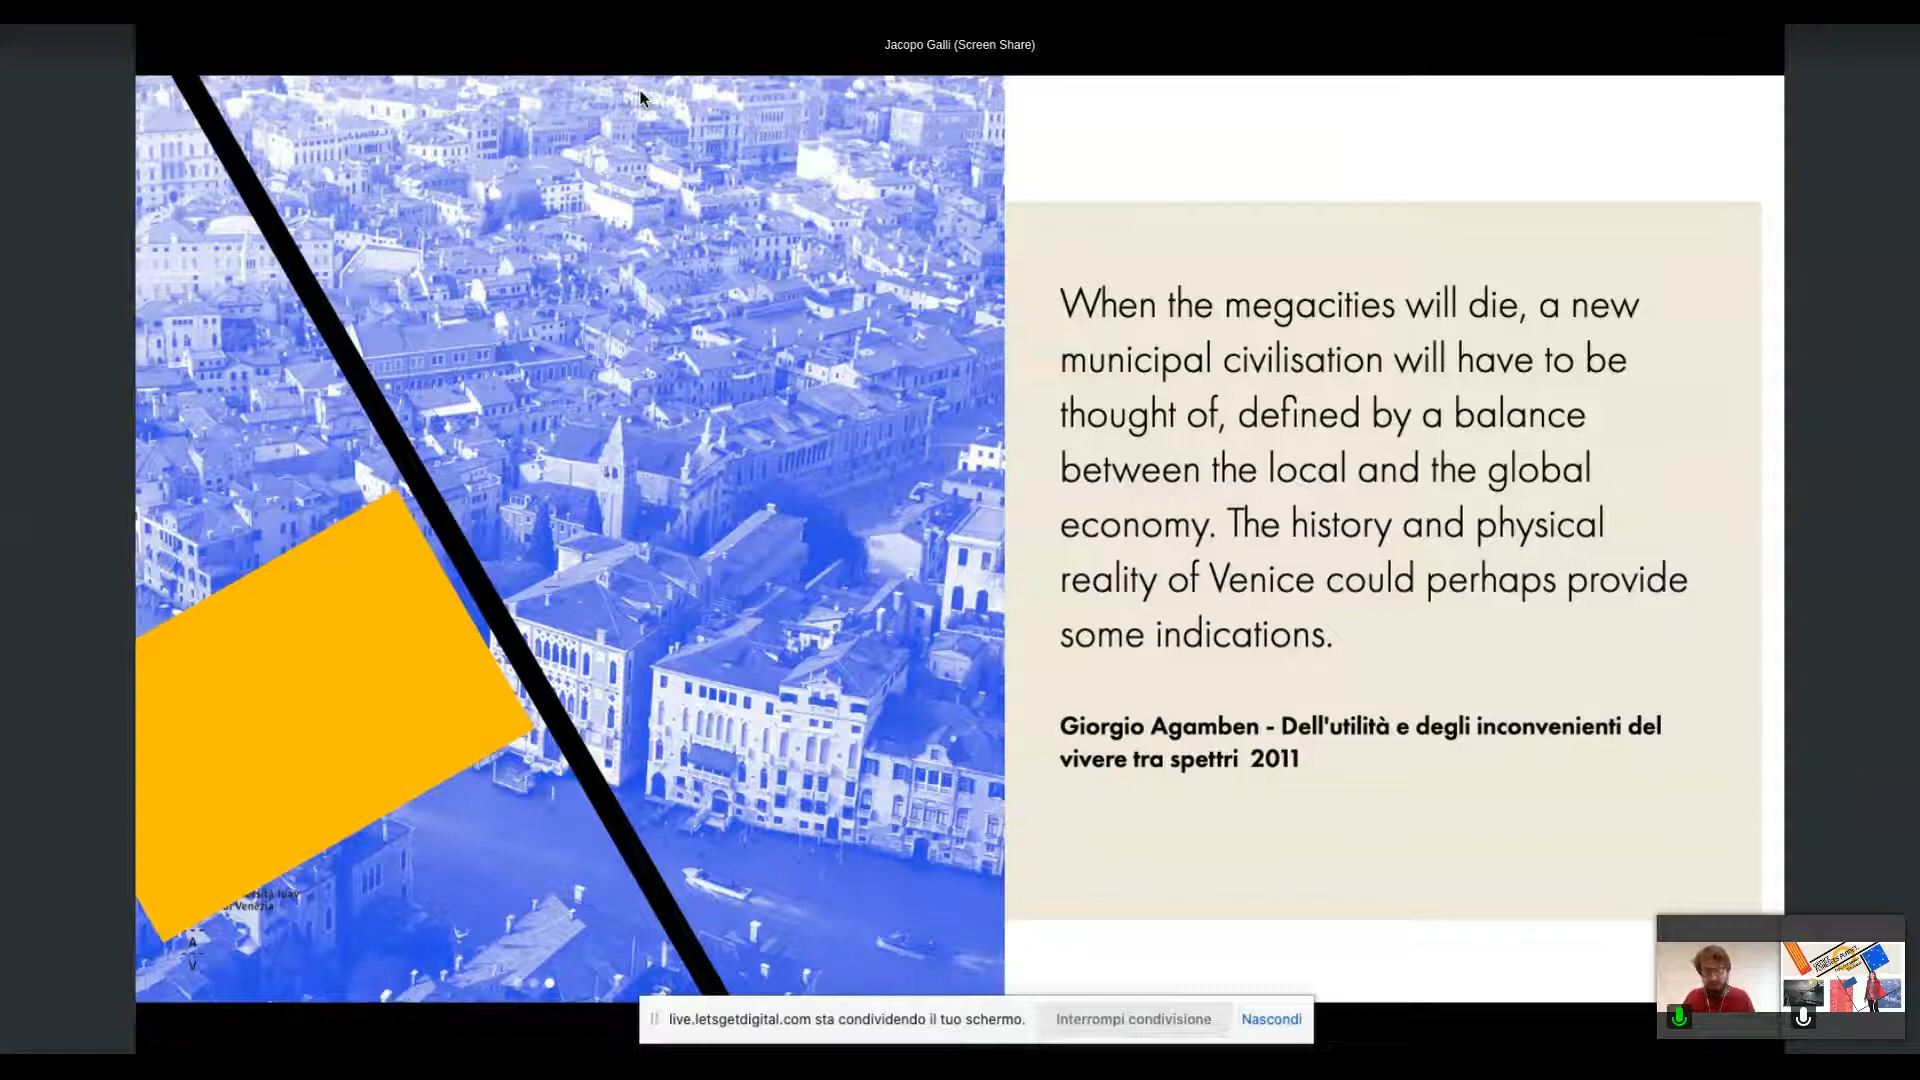 Jacopo Galli (Screen Share)
When the megacities will die, a new
municipal civilisation will have to be
thought of, defined by a balance
between the local and the global
economy. The history and physical
reality of Venice could perhaps provide
some indications.
Giorgio Agamben - Dell'utilità e degli inconvenienti del
vivere tra spettri 2011
Iuav
Venezia
A
V
live.letsgetdigital.com sta condividendo il tuo schermo.
Interrompi condivisione
Nascondi